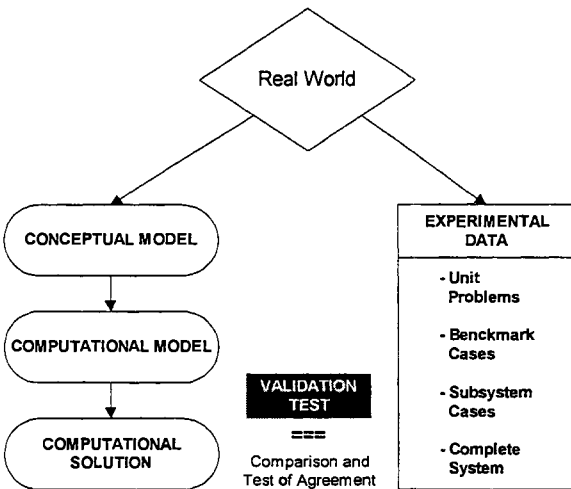 Real World
CONCEPTUAL MODEL
COMPUTATIONAL MODEL
COMPUTATIONAL
SOLUTION
VALIDATION
TEST
===
Comparison and
Test of Agreement
EXPERIMENTAL
DATA
- Unit
Problems
- Benckmark
Cases
- Subsystem
Cases
- Complete
System